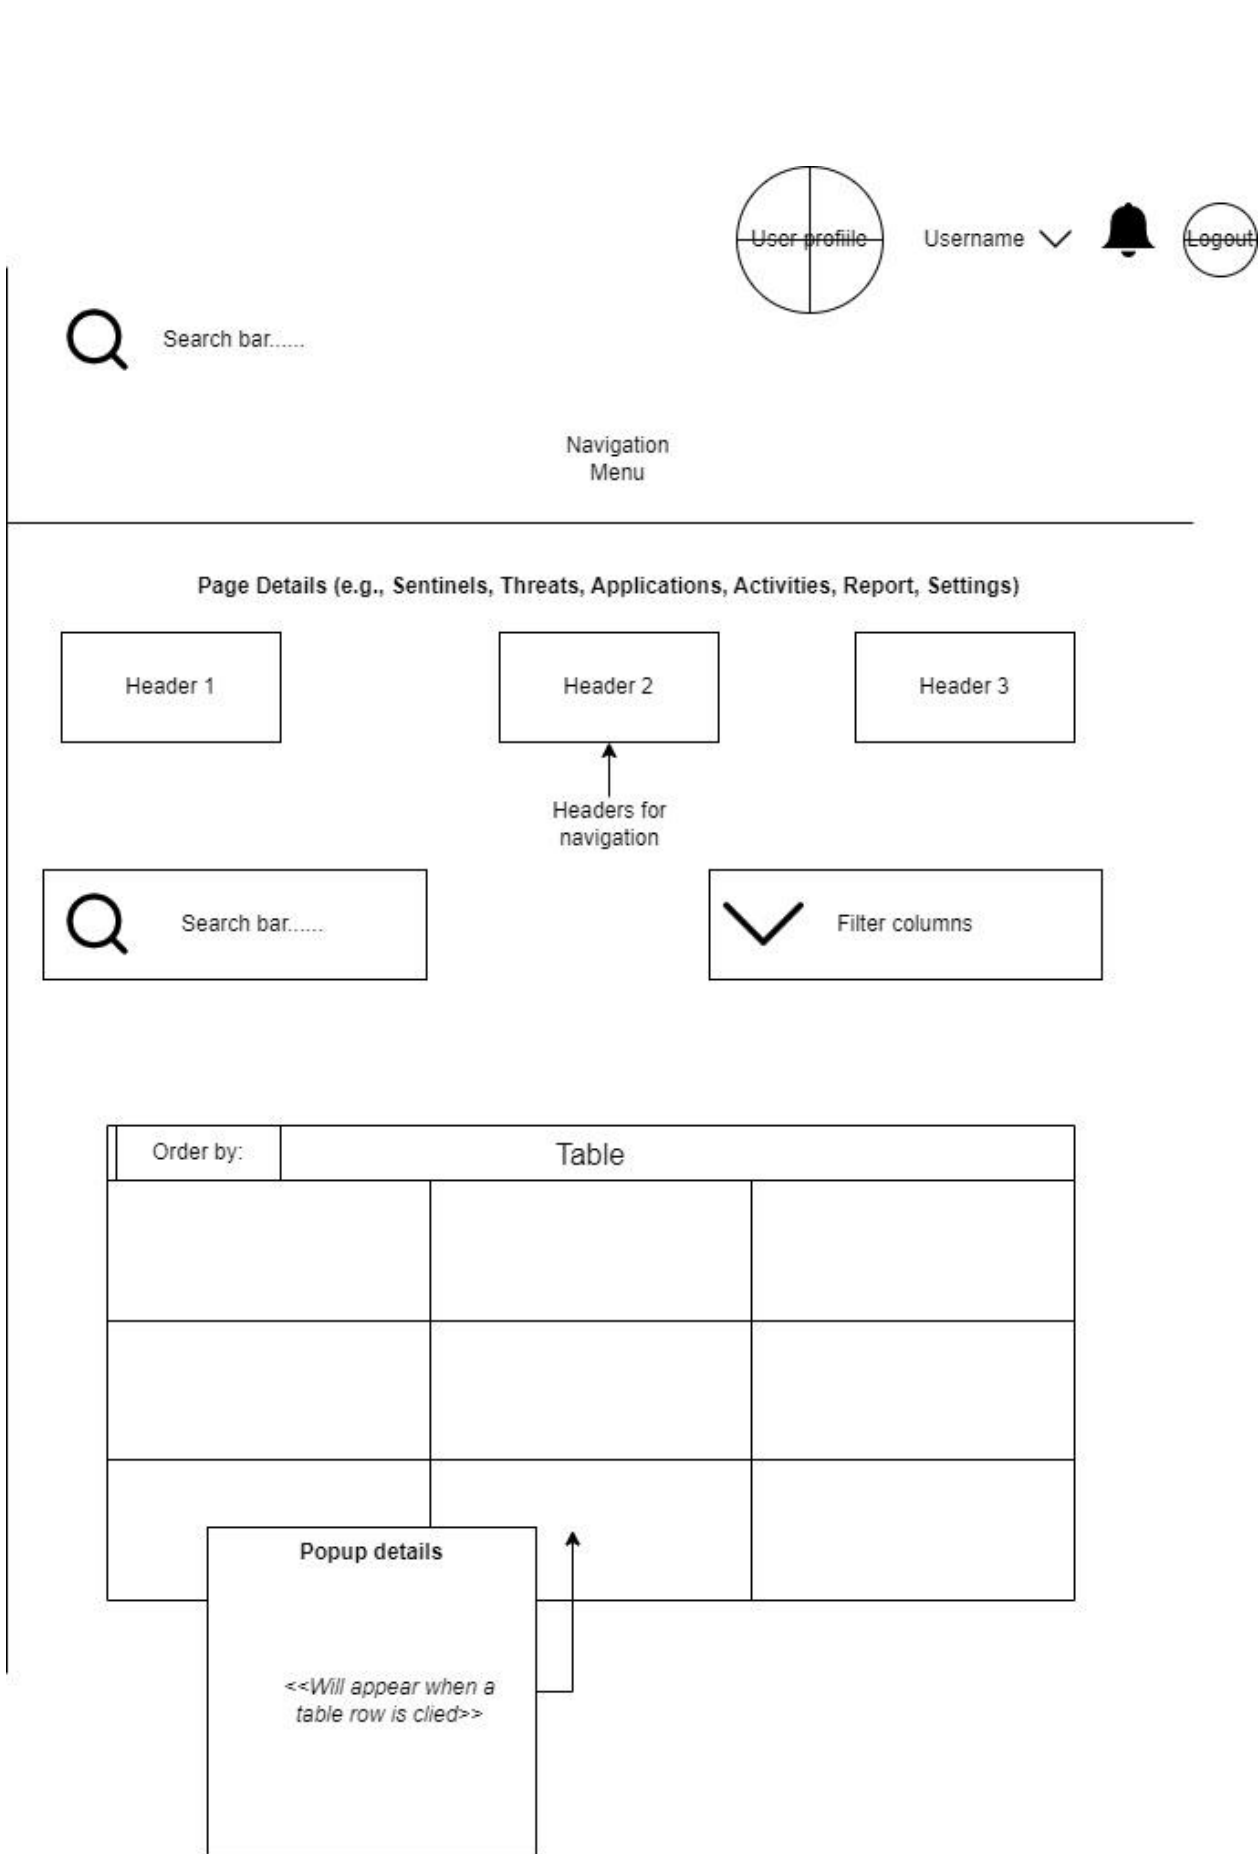 User profiile
Username
Logout
Search bar......
Navigation
Menu
Page Details (e.g., Sentinels, Threats, Applications, Activities, Report, Settings)
Header 1
Header 2
Header 3
Headers for
navigation
Search bar......
Filter columns
Order by:
Table
Popup details
<<Will appear when a
table row is clied>>